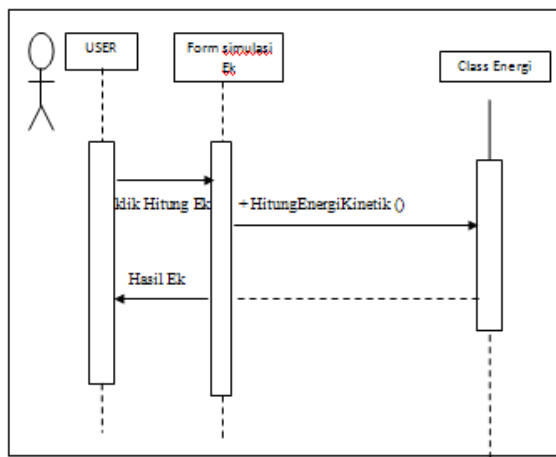 USER
Form simulasi
Ek
Class Energi
klik Hitung Ek
+ HitungEnergiKinetik ()
Hasil Ek